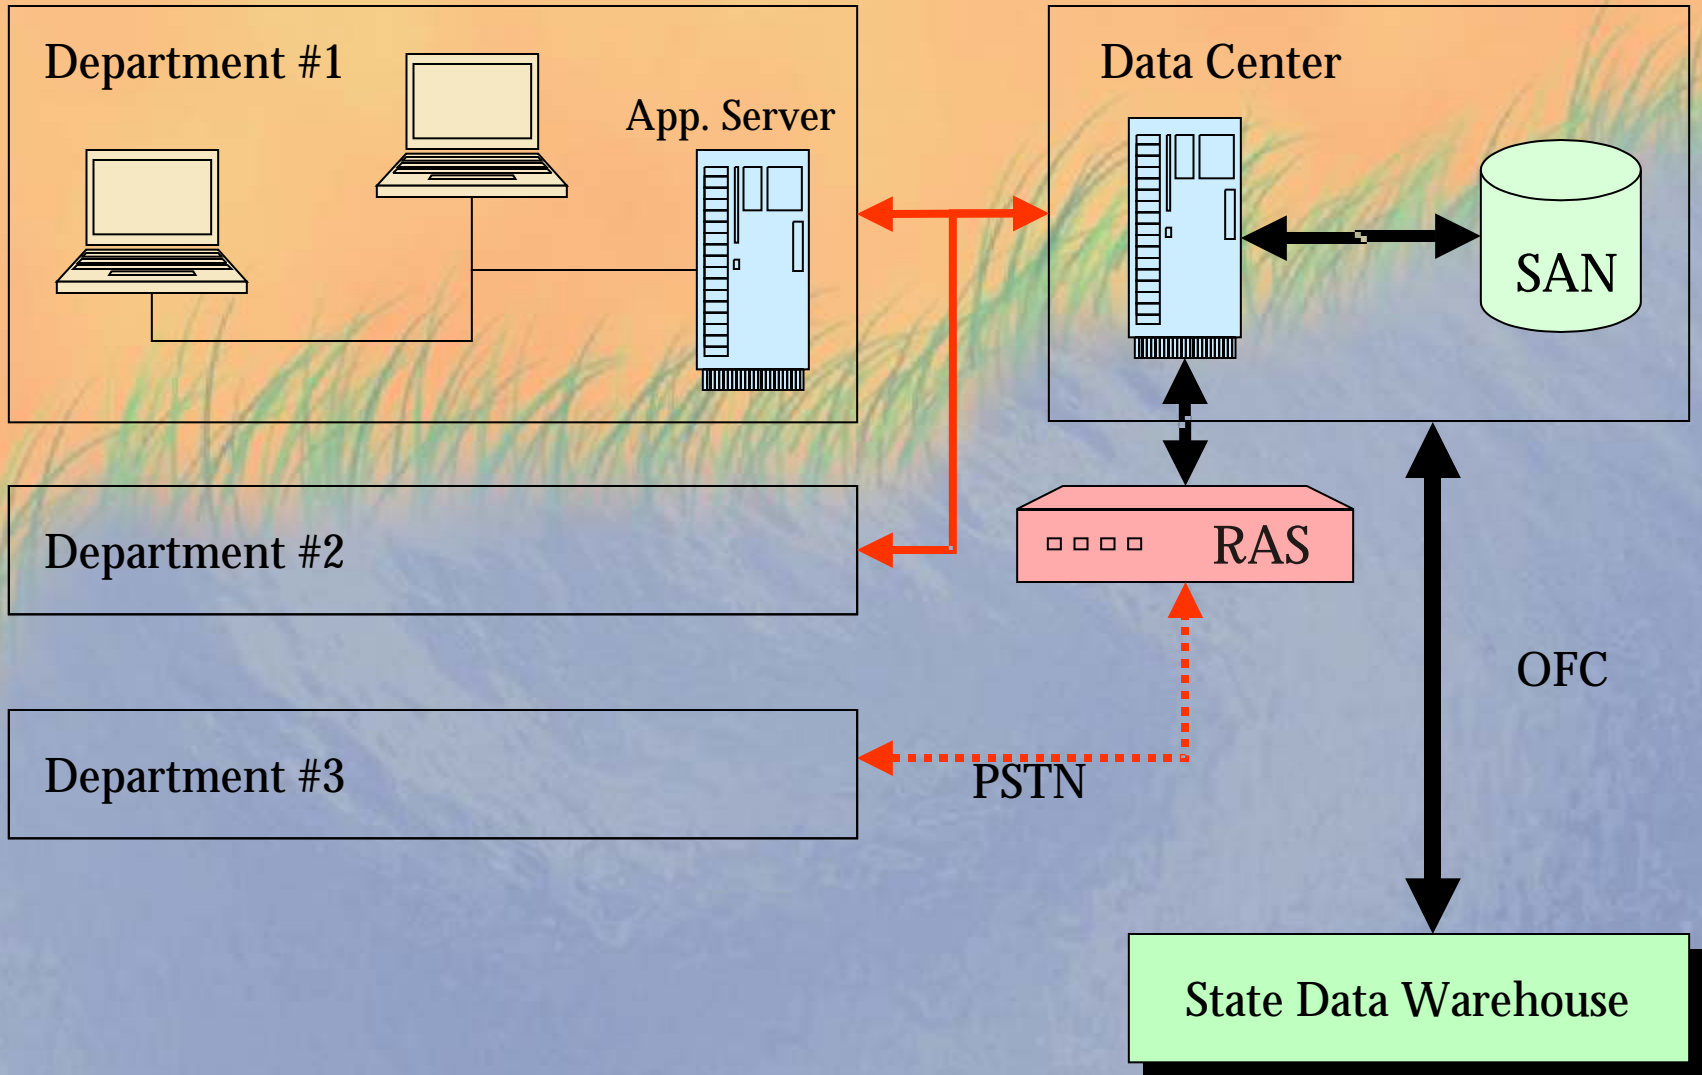 Department #1
App. Server
Data Center
SAN
Department #2
RAS
OFC
Department #3
PSTN
State Data Warehouse